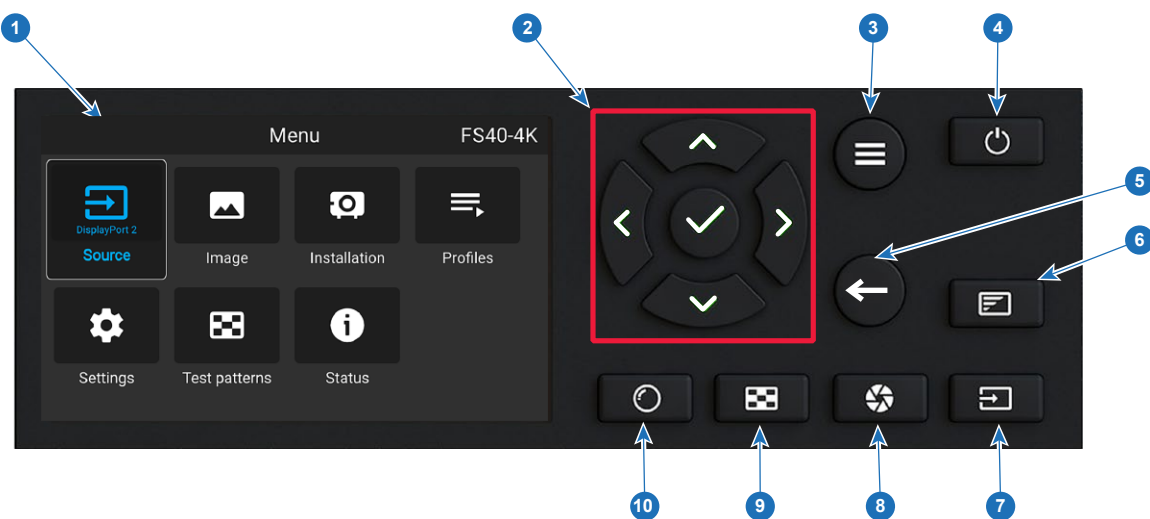 1
2
3
4
Menu
FS40-4K
5
DisplayPort 2
Source
Image
Installation
Profiles
6
Settings
Test patterns
Status
10
9
8
7